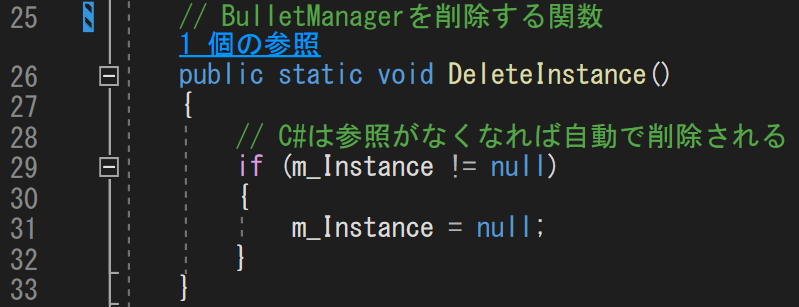 25 // BulletManagerを削除する関数
1 個の参照
26 public static void DeleteInstance()
27 {
28 // C#は参照がなくなれば自動で削除される
29 if (m_Instance != null)
30 {
31 m_Instance = null;
32 }
33 }